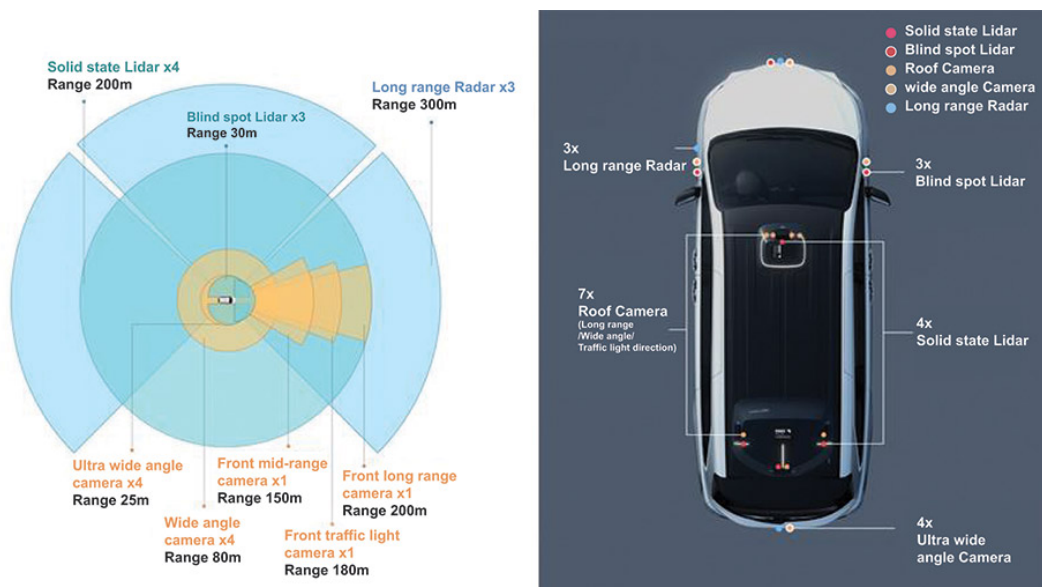 Solid state Lidar x4
Range 200m
Blind spot Lidar x3
Range 30m
Long range Radar x3
Range 300m
Ultra wide angle
camera x4
Range 25m
Wide angle
camera x4
Range 80m
Front mid-range
camera x1
Range 150m
Front traffic light
camera x1
Range 180m
Front long range
camera x1
Range 200m
Solid state Lidar
Blind spot Lidar
Roof Camera
wide angle Camera
Long range Radar
3x
Long range Radar
3x
Blind spot Lidar
7x
Roof Camera
(Long range
/Wide angle/
Traffic light direction)
4x
Solid state Lidar
4x
Ultra wide
angle Camera